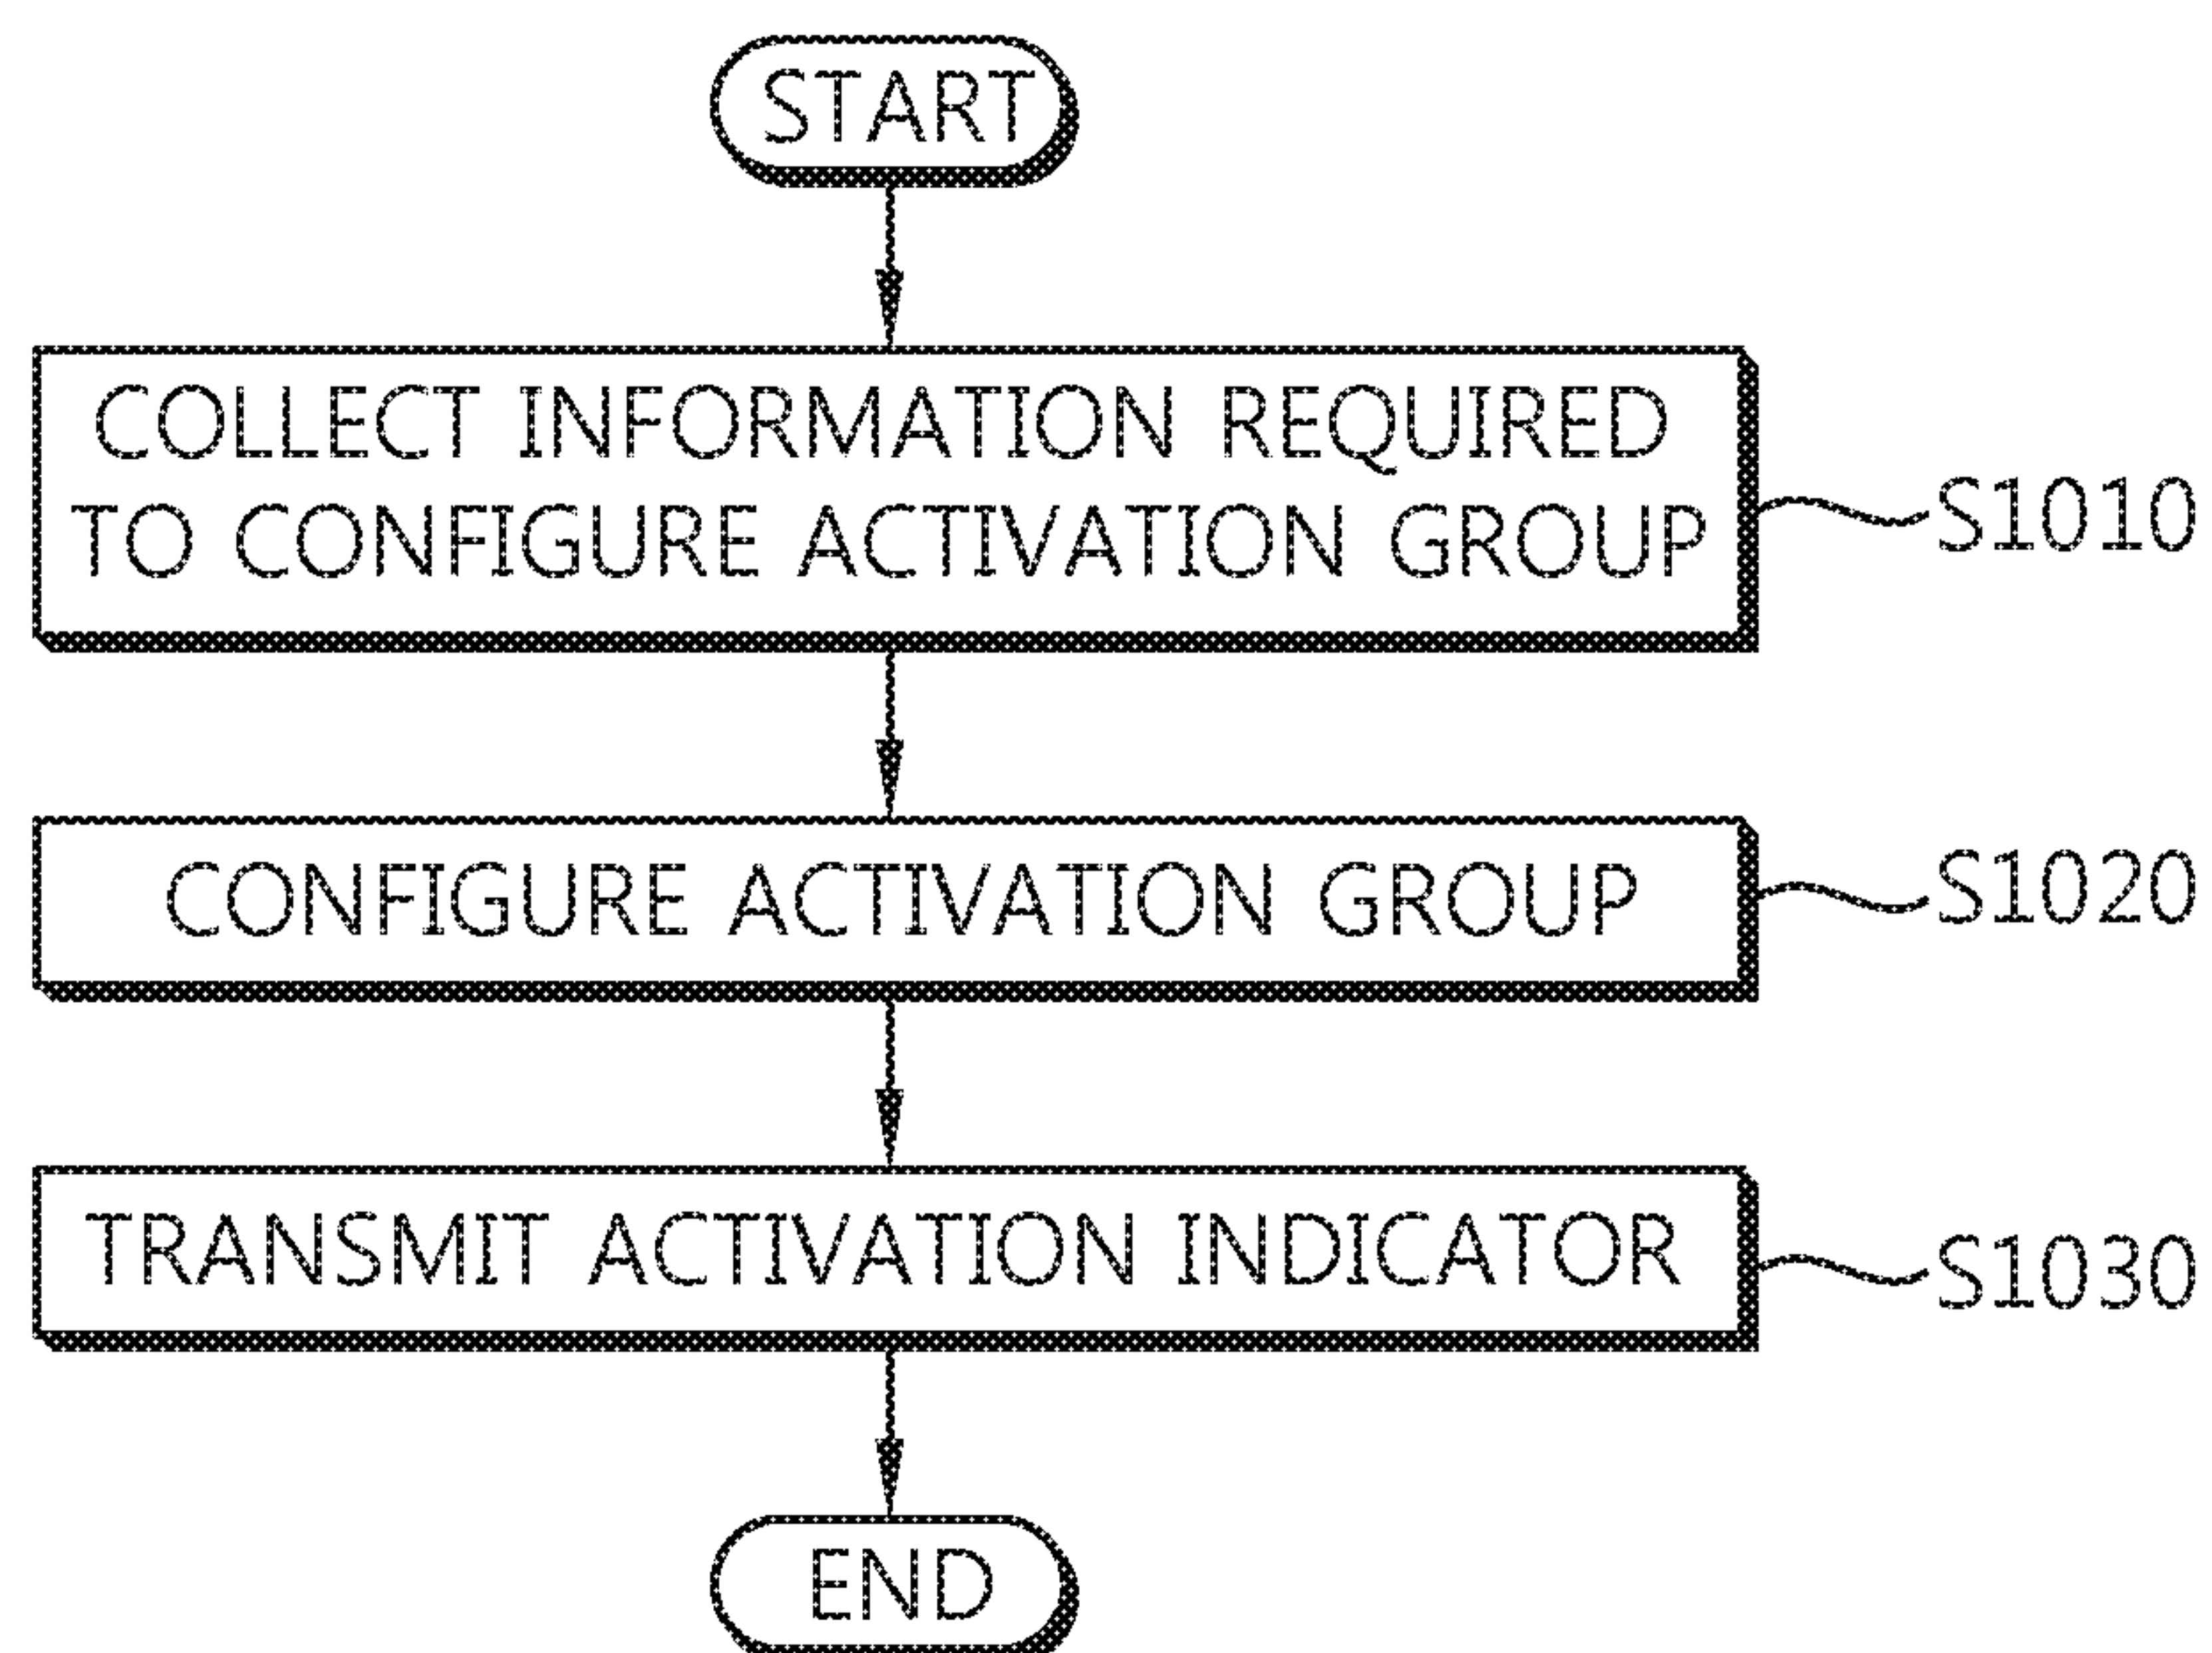 START
COLLECT INFORMATION REQUIRED
TO CONFIGURE ACTIVATION GROUP
S1010
CONFIGURE ACTIVATION GROUP
S1020
TRANSMIT ACTIVATION INDICATOR
S1030
END